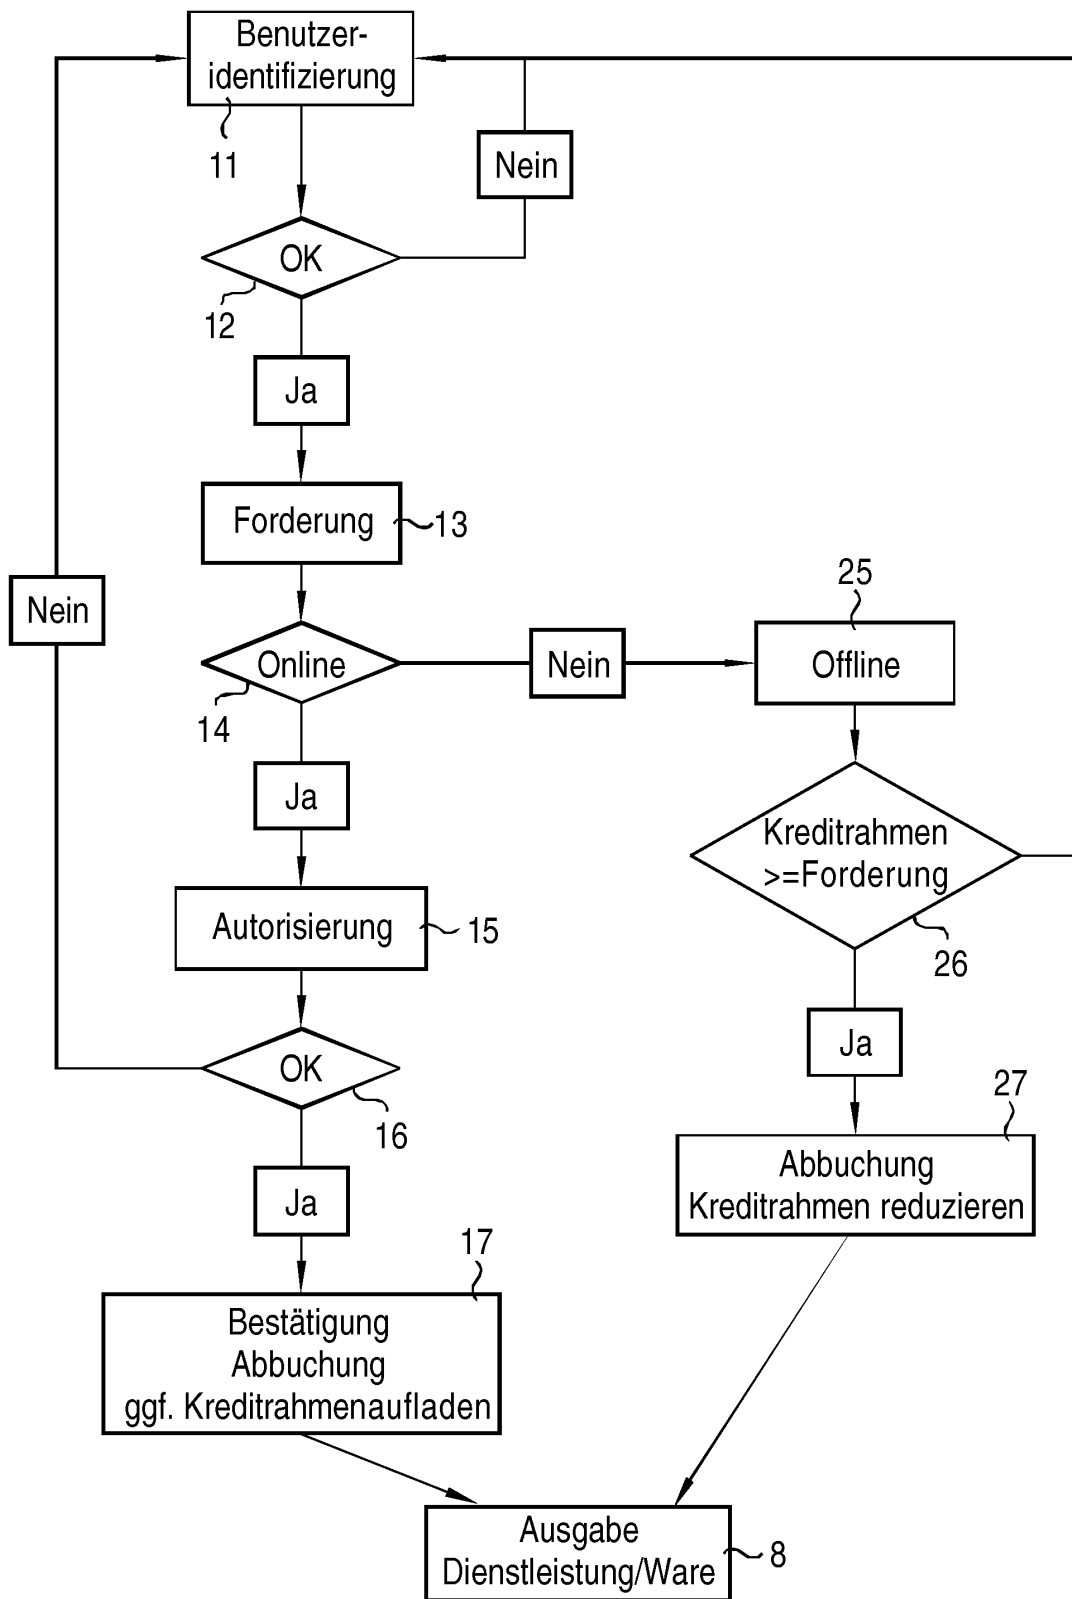 Benutzer-
identifizierung
11
Nein
OK
12
Ja
Forderung
13
Nein
25
Online
Nein
Offline
14
Ja
Kreditrahmen
>=Forderung
26
Autorisierung
15
Ja
OK
16
27
Abbuchung
Kreditrahmen reduzieren
Ja
17
Bestätigung
Abbuchung
ggf. Kreditrahmenaufladen
Ausgabe
Dienstleistung/Ware
8